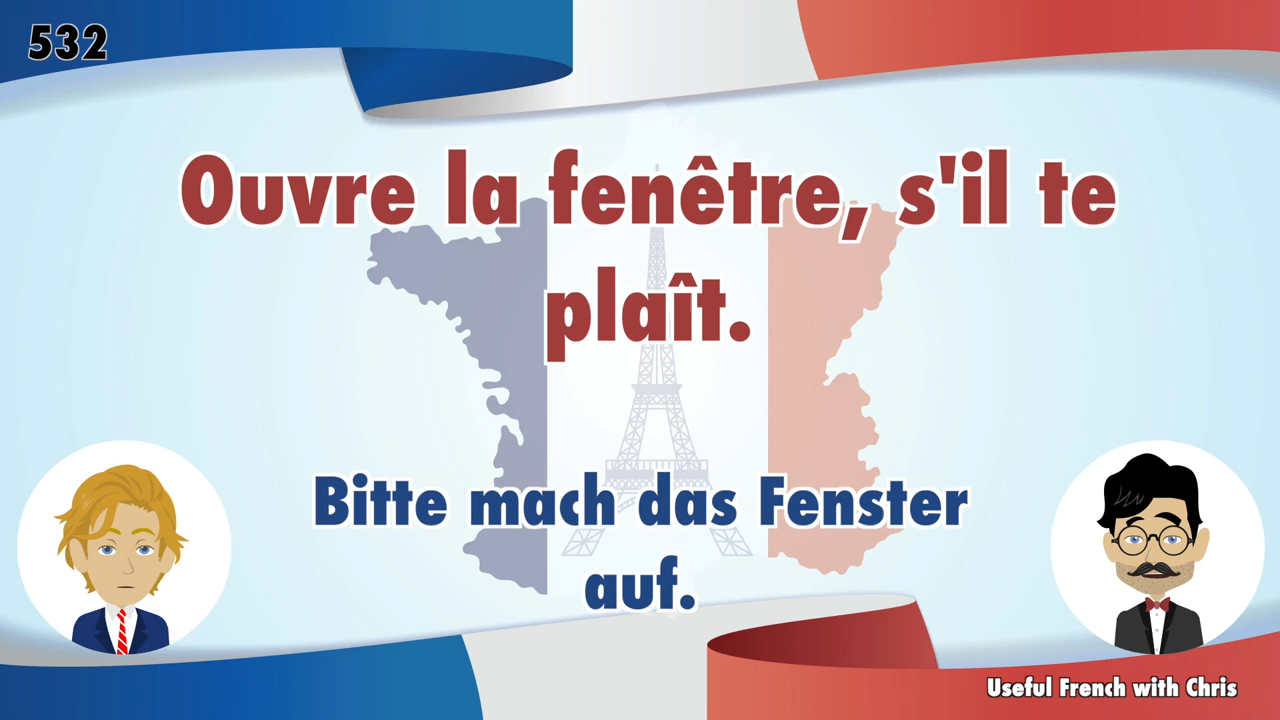 532
Ouvre la fenêtre, s'il te
plaît.
Bitte mach das Fenster
auf.
Useful French with Chris